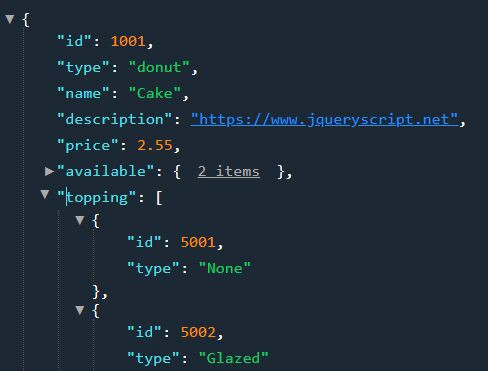 {
"id": 1001,
"type": "donut",
"name": "Cake",
"description": "https://www.jqueryscript.net",
"price": 2.55,
"available": { 2 items },
"topping": [
{
"id": 5001,
"type": "None"
},
{
"id": 5002,
"type": "Glazed"